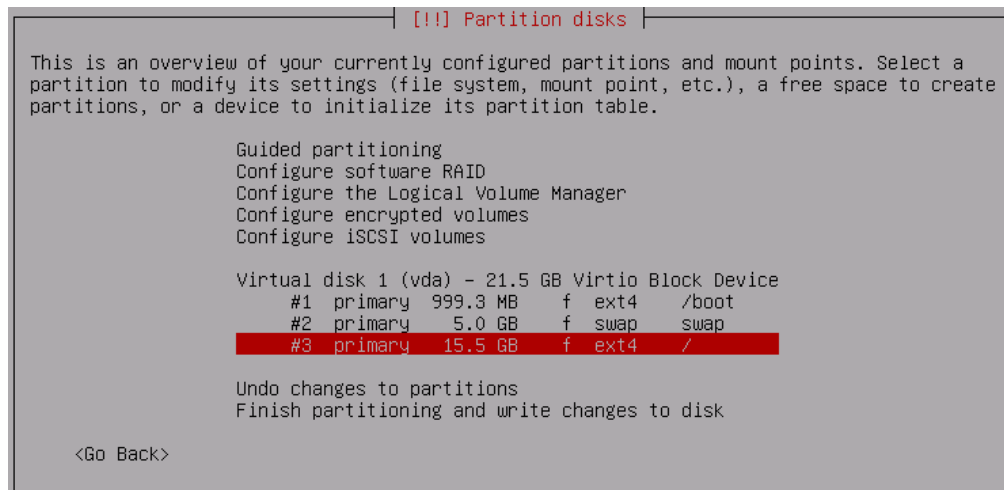 [!!] Partition disks
This is an overview of your currently configured partitions and mount points. Select a
partition to modify its settings (file system, mount point, etc.), a free space to create
partitions, or a device to initialize its partition table.
Guided partitioning
Configure software RAID
Configure the Logical Volume Manager
Configure encrypted volumes
Configure iSCSI volumes
Virtual disk 1 (vda) – 21.5 GB Virtio Block Device
#1 primary 999.3 MB f ext4 /boot
#2 primary 5.0 GB f swap swap
#3 primary 15.5 GB f ext4 /
Undo changes to partitions
Finish partitioning and write changes to disk
<Go Back>